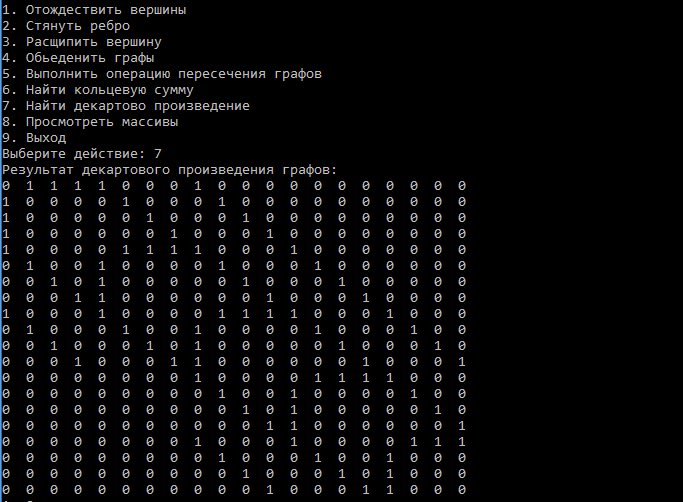 1. Отождествить вершины
2. Стянуть ребро
3. Расщипить вершину
4. Обьеденить графы
5. Выполнить операцию пересечения графов
6. Найти кольцевую сумму
7. Найти декартово произведение
8. Просмотреть массивы
9. Выход
Выберите действие: 7
Результат декартового произведения графов:
0 1 1 1 1 0 0 0 1 0 0 0 0 0 0 0 0 0 0 0
1 0 0 0 0 1 0 0 0 1 0 0 0 0 0 0 0 0 0 0
1 0 0 0 0 0 1 0 0 0 1 0 0 0 0 0 0 0 0 0
1 0 0 0 0 0 0 1 0 0 0 1 0 0 0 0 0 0 0 0
1 0 0 0 0 1 1 1 1 0 0 0 1 0 0 0 0 0 0 0
0 1 0 0 1 0 0 0 0 1 0 0 0 1 0 0 0 0 0 0
0 0 1 0 1 0 0 0 0 0 1 0 0 0 1 0 0 0 0 0
0 0 0 1 1 0 0 0 0 0 0 1 0 0 0 1 0 0 0 0
1 0 0 0 1 0 0 0 0 1 1 1 1 0 0 0 1 0 0 0
0 1 0 0 0 1 0 0 1 0 0 0 0 1 0 0 0 1 0 0
0 0 1 0 0 0 1 0 1 0 0 0 0 0 1 0 0 0 1 0
0 0 0 1 0 0 0 1 1 0 0 0 0 0 0 1 0 0 0 1
0 0 0 0 0 0 0 0 1 0 0 0 0 1 1 1 1 0 0 0
0 0 0 0 0 0 0 0 0 1 0 0 1 0 0 0 0 1 0 0
0 0 0 0 0 0 0 0 0 0 1 0 1 0 0 0 0 0 1 0
0 0 0 0 0 0 0 0 0 0 0 1 1 0 0 0 0 0 0 1
0 0 0 0 0 0 0 0 1 0 0 0 1 0 0 0 0 1 1 1
0 0 0 0 0 0 0 0 0 1 0 0 0 1 0 0 1 0 0 0
0 0 0 0 0 0 0 0 0 0 1 0 0 0 1 0 1 0 0 0
0 0 0 0 0 0 0 0 0 0 0 1 0 0 0 1 1 0 0 0